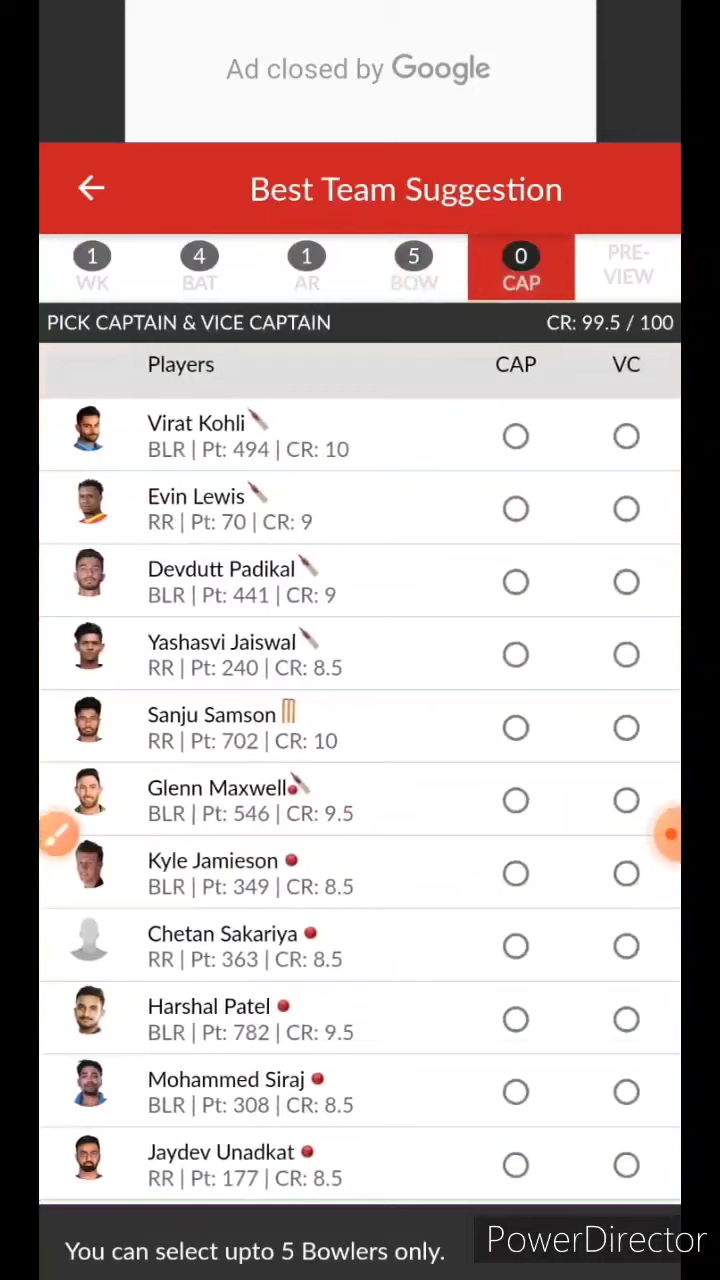 Ad closed by Google
Best Team Suggestion
1 4 1 5 0 PRE-
WK BAT AR BOW CAP VIEW
PICK CAPTAIN & VICE CAPTAIN CR: 99.5 / 100
Players CAP VC
Virat Kohli
BLR | Pt: 494 | CR: 10
Evin Lewis
RR | Pt: 70 | CR: 9
Devdutt Padikal
BLR | Pt: 441 | CR: 9
Yashasvi Jaiswal
RR | Pt: 240 | CR: 8.5
Sanju Samson
RR | Pt: 702 | CR: 10
Glenn Maxwell
BLR | Pt: 546 | CR: 9.5
Kyle Jamieson
BLR | Pt: 349 | CR: 8.5
Chetan Sakariya
RR | Pt: 363 | CR: 8.5
Harshal Patel
BLR | Pt: 782 | CR: 9.5
Mohammed Siraj
BLR | Pt: 308 | CR: 8.5
Jaydev Unadkat
RR | Pt: 177 | CR: 8.5
You can select upto 5 Bowlers only.
PowerDirector